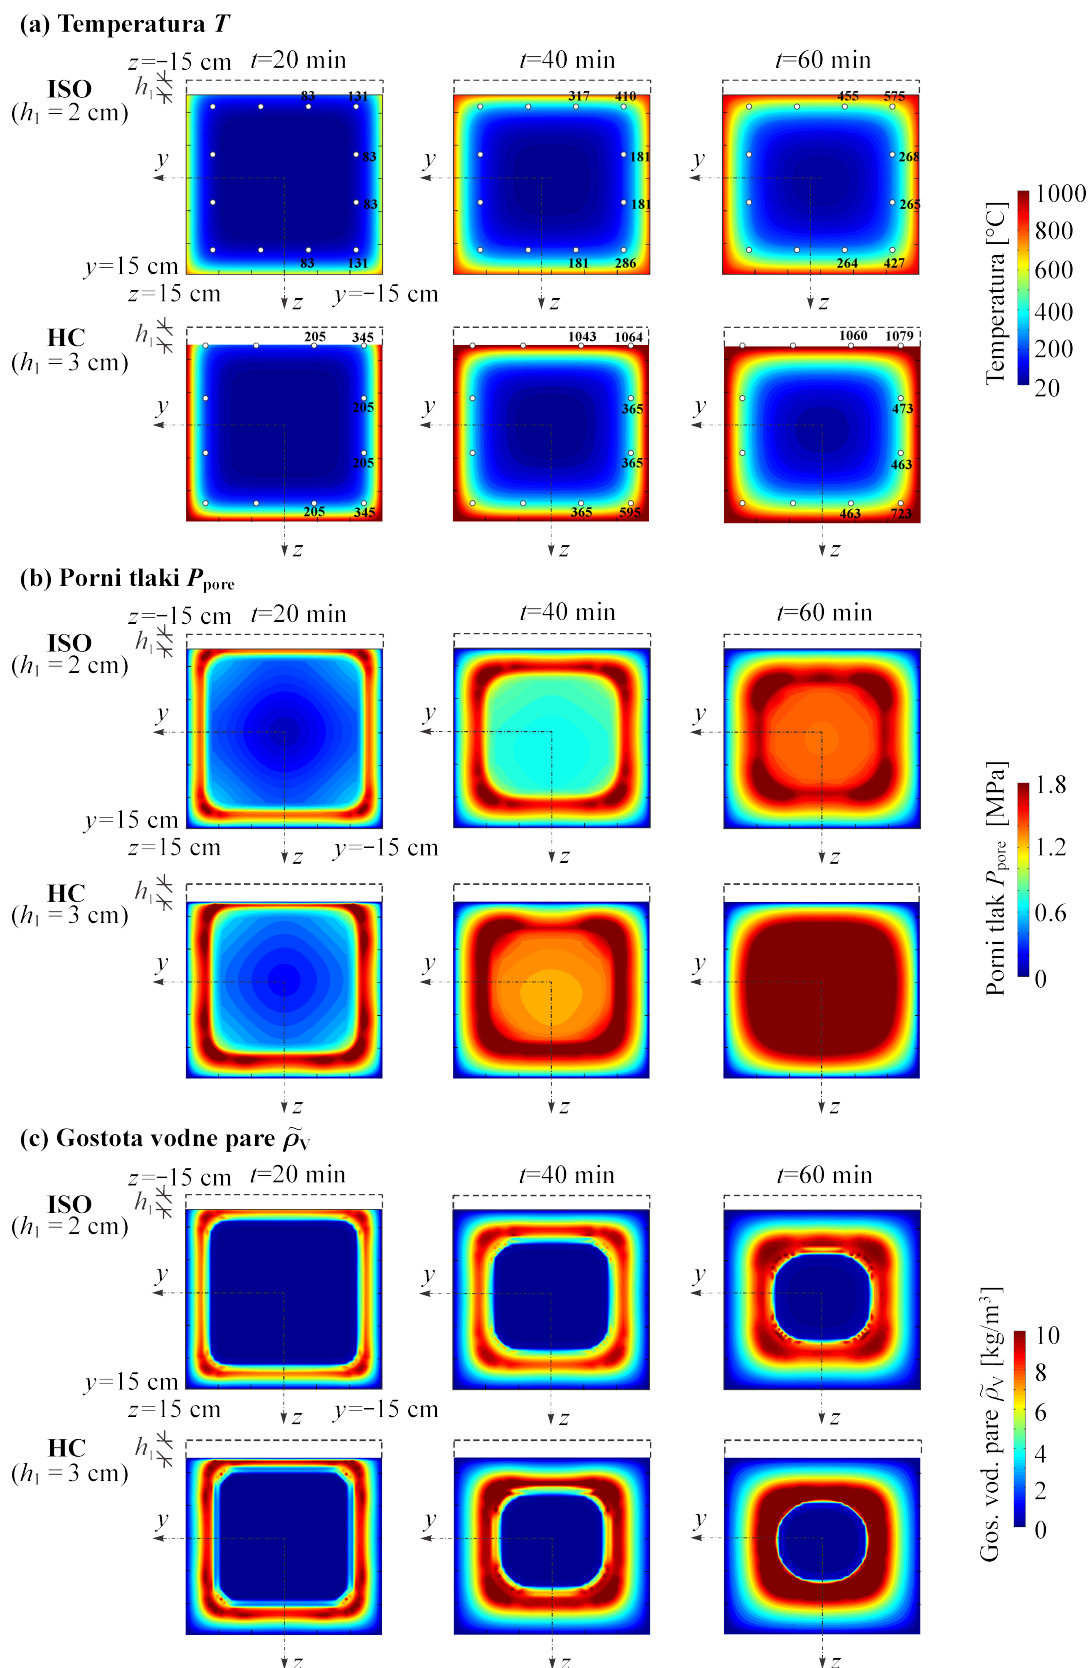 (a) Temperatura T
z=−15 cm t=20 min t=40 min t=60 min
ISO h₁
(h₁ = 2 cm)
83 131 317 410 455 575
y 83 y 181 y 268
83 181 265
83 131 181 286 264 427
y=15 cm
z=15 cm z y=−15 cm z z
HC h₁
(h₁ = 3 cm)
205 345 1043 1064 1060 1079
y 205 y 365 y 473
205 365 463
205 345 365 595 463 723
z z z
Temperatura [°C]
1000
800
600
400
200
20
(b) Porni tlaki Ppore
z=−15 cm t=20 min t=40 min t=60 min
ISO h₁
(h₁ = 2 cm)
y y y
y=15 cm
z=15 cm z y=−15 cm z z
HC h₁
(h₁ = 3 cm)
y y y
z z z
Porni tlak Ppore [MPa]
1.8
1.2
0.6
0
(c) Gostota vodne pare ρ̃V
z=−15 cm t=20 min t=40 min t=60 min
ISO h₁
(h₁ = 2 cm)
y y y
y=15 cm
z=15 cm z y=−15 cm z z
HC h₁
(h₁ = 3 cm)
y y y
z z z
Gos. vod. pare ρ̃V [kg/m³]
10
8
6
4
2
0